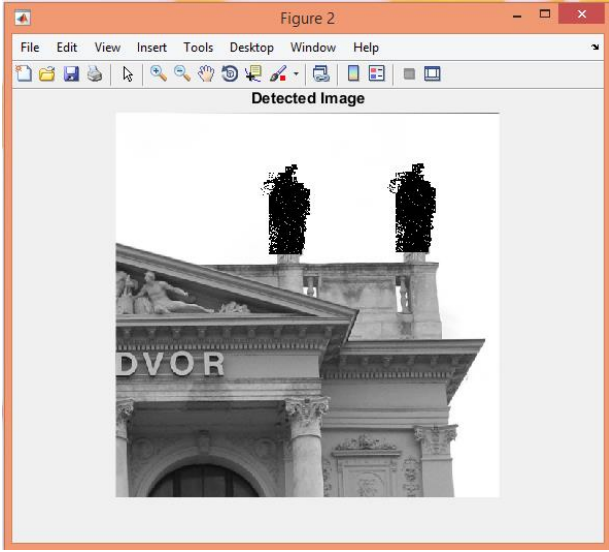 Figure 2
File Edit View Insert Tools Desktop Window Help
Detected Image
DVOR